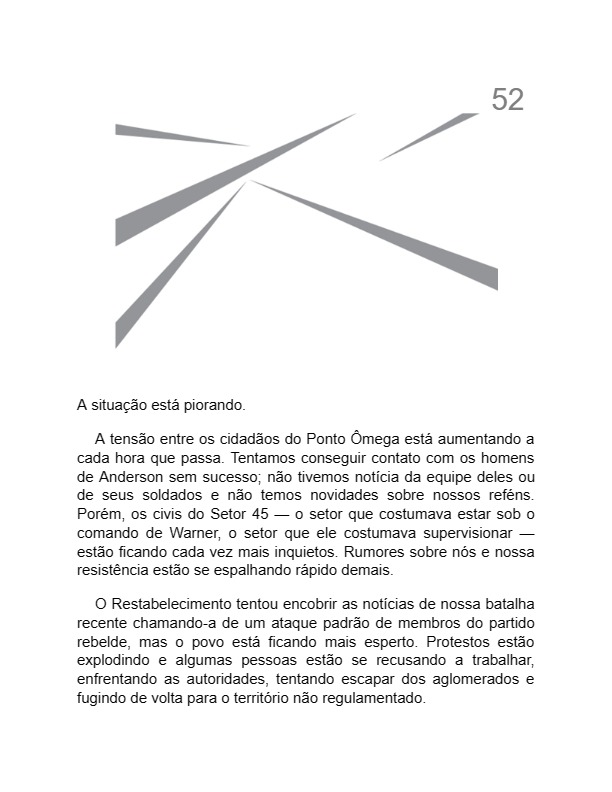 52
A situação está piorando.
A tensão entre os cidadãos do Ponto Ômega está aumentando a
cada hora que passa. Tentamos conseguir contato com os homens
de Anderson sem sucesso; não tivemos notícia da equipe deles ou
de seus soldados e não temos novidades sobre nossos reféns.
Porém, os civis do Setor 45 — o setor que costumava estar sob o
comando de Warner, o setor que ele costumava supervisionar —
estão ficando cada vez mais inquietos. Rumores sobre nós e nossa
resistência estão se espalhando rápido demais.
O Restabelecimento tentou encobrir as notícias de nossa batalha
recente chamando-a de um ataque padrão de membros do partido
rebelde, mas o povo está ficando mais esperto. Protestos estão
explodindo e algumas pessoas estão se recusando a trabalhar,
enfrentando as autoridades, tentando escapar dos aglomerados e
fugindo de volta para o território não regulamentado.